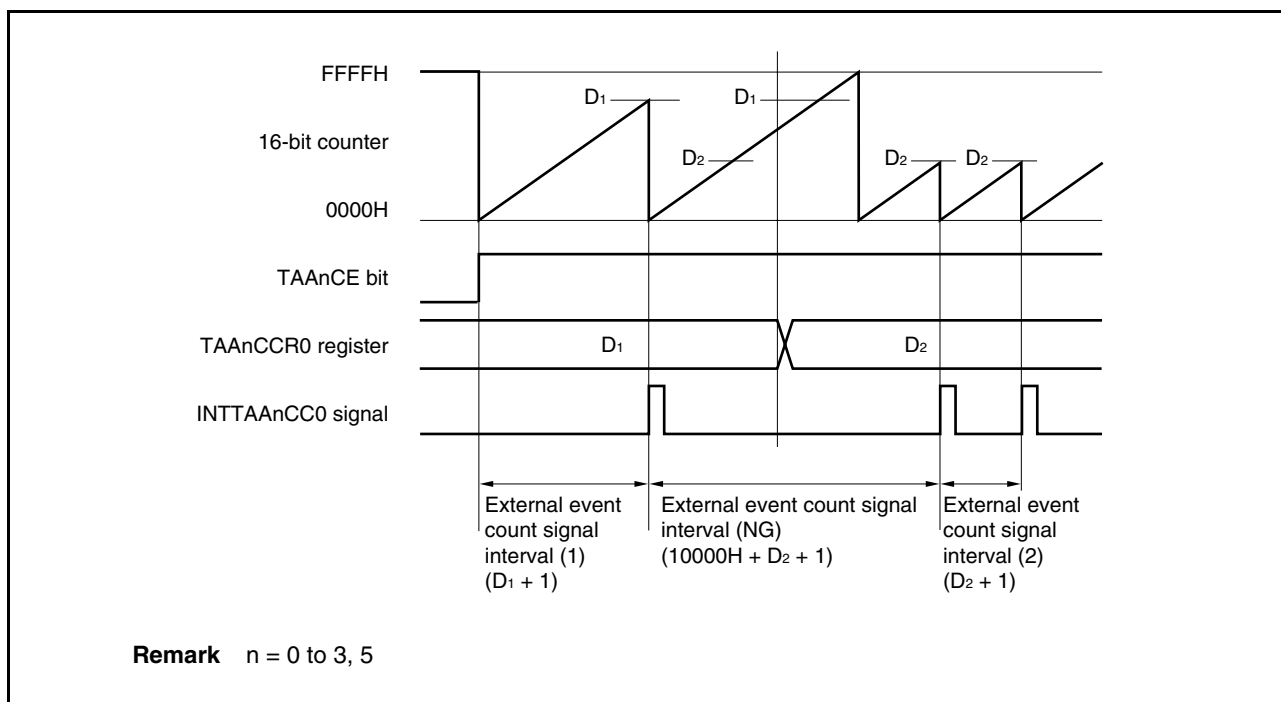 FFFFH
D1
D1
16-bit counter
D2
D2
D2
0000H
TAAnCE bit
TAAnCCR0 register
D1
D2
INTTAAnCC0 signal
External event
count signal
interval (1)
(D1 + 1)
External event count signal
interval (NG)
(10000H + D2 + 1)
External event
count signal
interval (2)
(D2 + 1)
Remark n = 0 to 3, 5